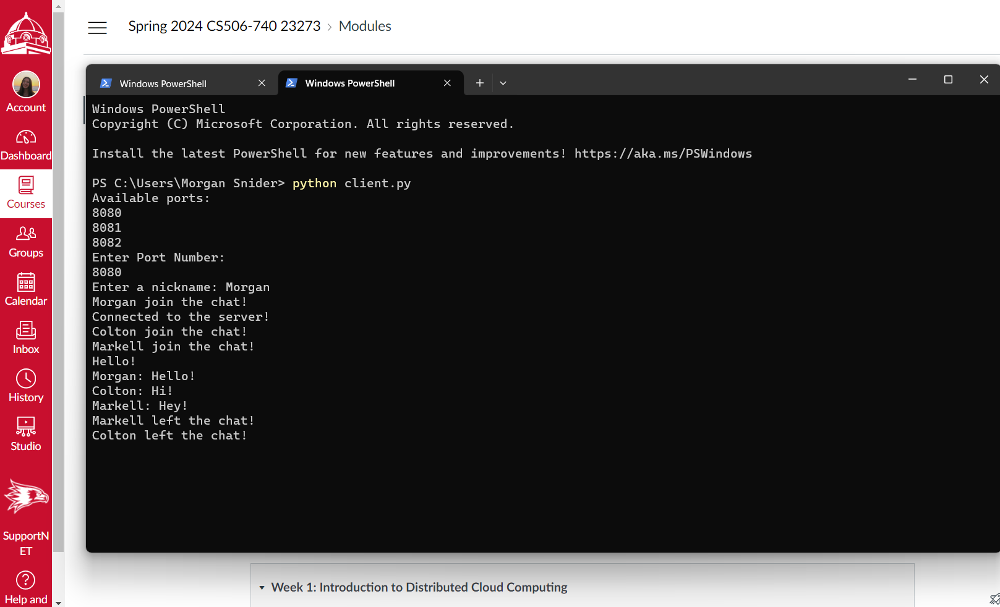 Spring 2024 CS506-740 23273 > Modules
Account
Dashboard
Courses
Groups
Calendar
Inbox
History
Studio
SupportN
ET
Help and
Windows PowerShell
Windows PowerShell
Windows PowerShell
Copyright (C) Microsoft Corporation. All rights reserved.
Install the latest PowerShell for new features and improvements! https://aka.ms/PSWindows
PS C:\Users\Morgan Snider> python client.py
Available ports:
8080
8081
8082
Enter Port Number:
8080
Enter a nickname: Morgan
Morgan join the chat!
Connected to the server!
Colton join the chat!
Markell join the chat!
Hello!
Morgan: Hello!
Colton: Hi!
Markell: Hey!
Markell left the chat!
Colton left the chat!
Week 1: Introduction to Distributed Cloud Computing